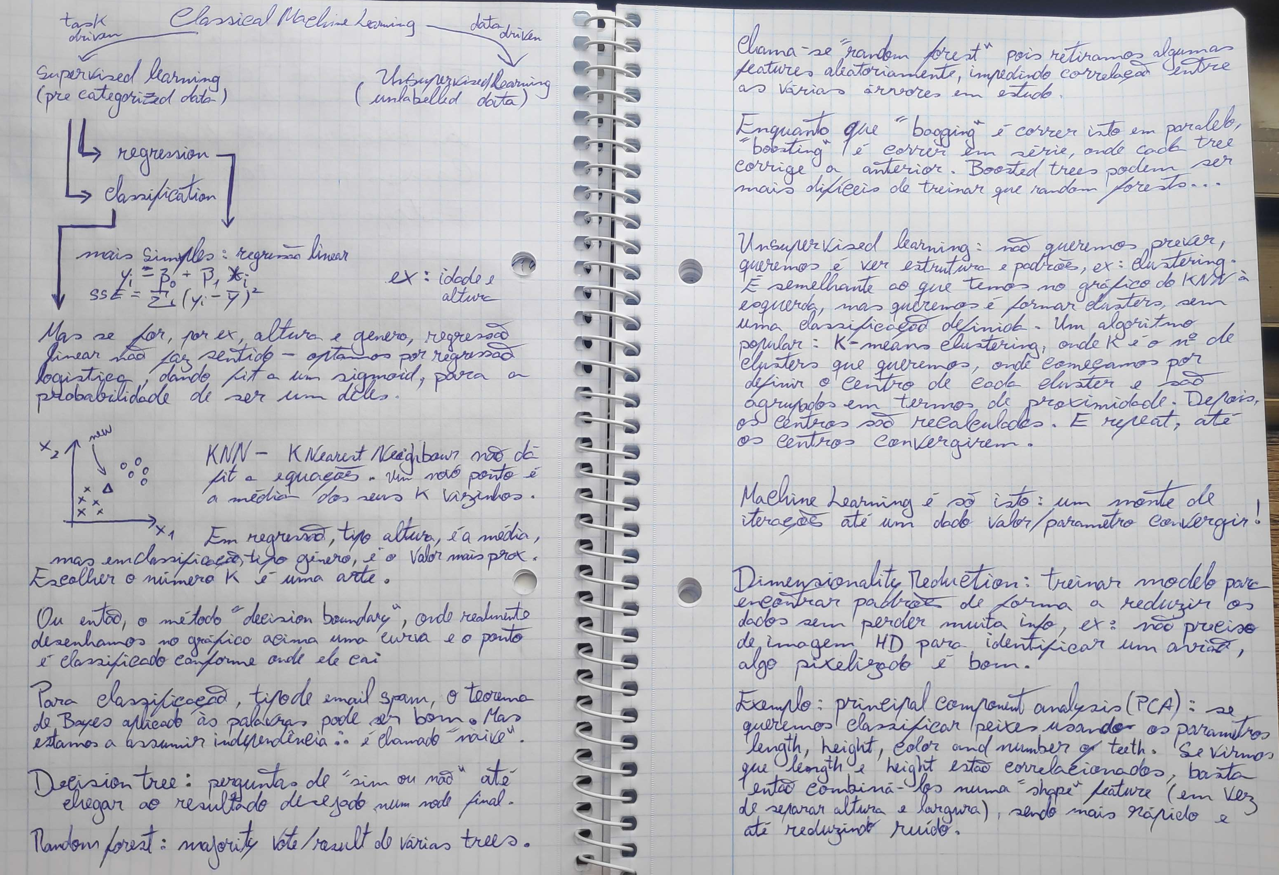 Classical Machine Learning
task driven
data driven
supervised learning
(pre categorized data)
Unsupervised Learning
(unlabelled data)
regression
classification
mais simples: regressão linear
yi = β0 + β1 xi
SSE = Σi (yi - ȳ)²
ex: idade e
altura
Mas se for, por ex, altura e genero, regressão
linear não faz sentido - optamos por regressão
logistica, dando fit a um sigmoid, para a
probabilidade de ser um deles.
x2
new
x1
KNN - K Nearest Neighbour não dá
fit a equações. Um novo ponto é
a média dos seus K vizinhos.
Em regressão, tipo altura, é a média,
mas em classificação, tipo género, é o valor mais prox.
Escolher o número K é uma arte.
Ou então, o método "decision boundary", onde realmente
desenhamos no gráfico acima uma curva e o ponto
é classificado conforme onde ele cai
Para classificação, tipo de email spam, o teorema
de Bayes aplicado às palavras pode ser bom. Mas
estamos a assumir independência ∴ é chamado "naive".
Decision tree: perguntas de "sim ou não" até
chegar ao resultado desejado num node final.
Random forest: majority vote/result de várias trees.
Chama-se "random forest" pois retiramos algumas
features aleatoriamente, impedindo correlação entre
as várias árvores em estudo.
Enquanto que "bagging" é correr isto em paralelo,
"boosting" é correr em série, onde cada tree
corrige a anterior. Boosted trees podem ser
mais dificeis de treinar que random forests...
Unsupervised learning: não queremos prever,
queremos é ver estrutura e padrões, ex: clustering.
É semelhante ao que temos no gráfico do KNN à
esquerda, mas queremos é formar clusters, sem
uma classificação definida. Um algoritmo
popular: K-means clustering, onde K é o nº de
clusters que queremos, onde começamos por
definir o centro de cada cluster e são
agrupados em termos de proximidade. Depois,
os centros são recalculados. E repeat, até
os centros convergirem.
Machine Learning é só isto: um monte de
iterações até um dado valor/parametro convergir!
Dimensionality Reduction: treinar modelo para
encontrar padrões de forma a reduzir os
dados sem perder muita info, ex: não preciso
de imagem HD para identificar um avião,
algo pixelizado é bom.
Exemplo: principal component analysis (PCA): se
queremos classificar peixes usando os parametros
length, height, color and number of teeth. Se virmos
que length e height estão correlacionados, basta
então combiná-los numa "shape" feature (em vez
de separar altura e largura), sendo mais rápido e
até reduzindo ruído.